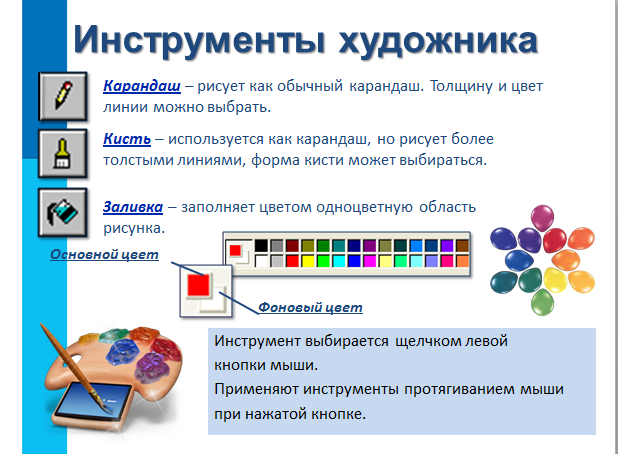 Инструменты художника
Карандаш – рисует как обычный карандаш. Толщину и цвет
линии можно выбрать.
Кисть – используется как карандаш, но рисует более
толстыми линиями, форма кисти может выбираться.
Заливка – заполняет цветом одноцветную область
рисунка.
Основной цвет
Фоновый цвет
Инструмент выбирается щелчком левой
кнопки мыши.
Применяют инструменты протягиванием мыши
при нажатой кнопке.